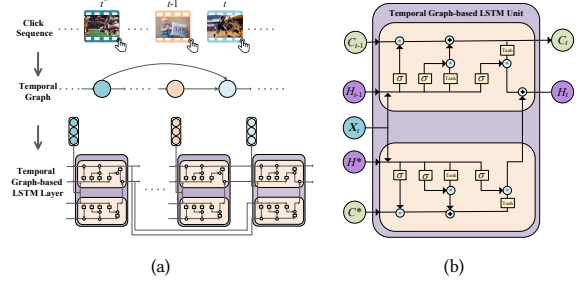 t* t-1 t
Click
Sequence
Temporal
Graph
Temporal
Graph-based
LSTM Layer
(a)
Temporal Graph-based LSTM Unit
C_{t-1} C_t
Tanh
σ σ Tanh σ
H_{t-1} H_t
X_t
H*
σ σ Tanh σ
Tanh
C*
(b)